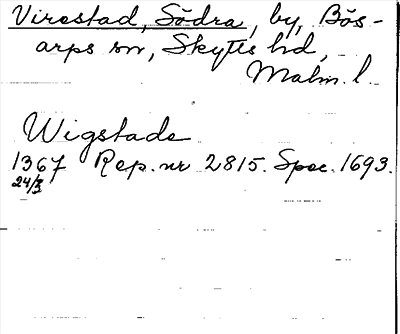 Virestad, Södra, by, Bös-
arps sn, Skytts hd,
Malm. l.
Wigstade
1367 Rep. nr 2815. Spec. 1693.
24/3